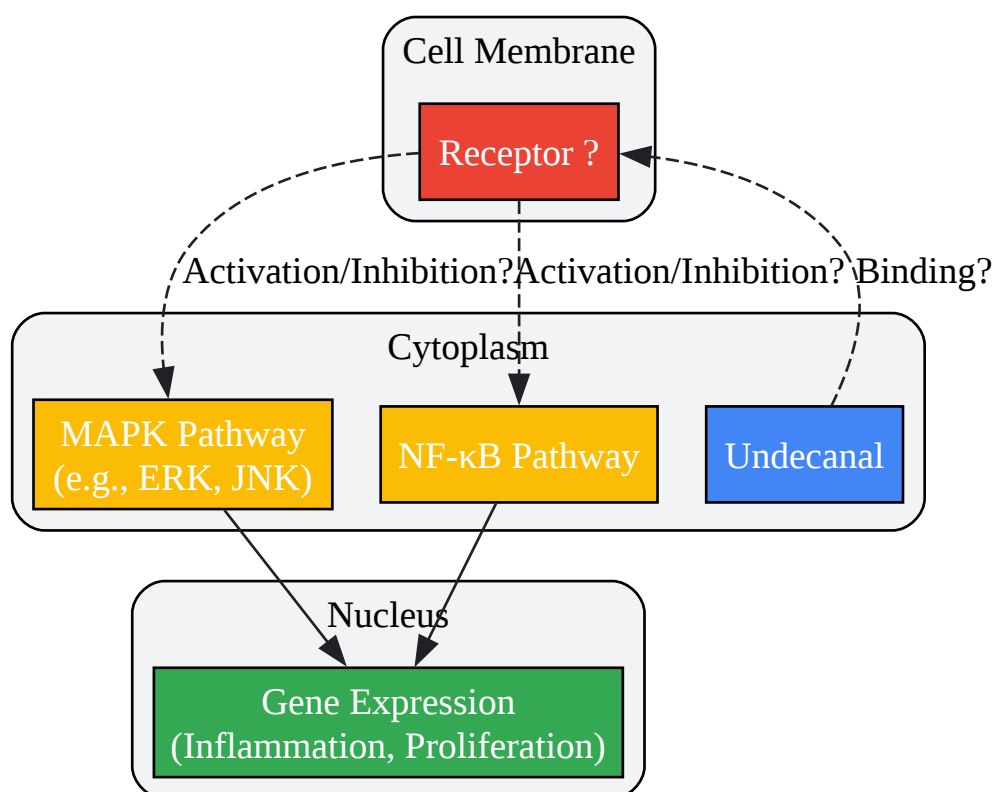 Cell Membrane
Receptor ?
Activation/Inhibition?
Activation/Inhibition?
Binding?
Cytoplasm
MAPK Pathway
(e.g., ERK, JNK)
NF-κB Pathway
Undecanal
Nucleus
Gene Expression
(Inflammation, Proliferation)